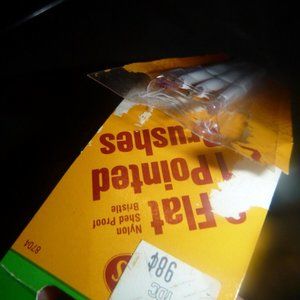 Flat
1 Pointed
Brushes
Nylon
Shed Proof
Bristle
8704
98¢